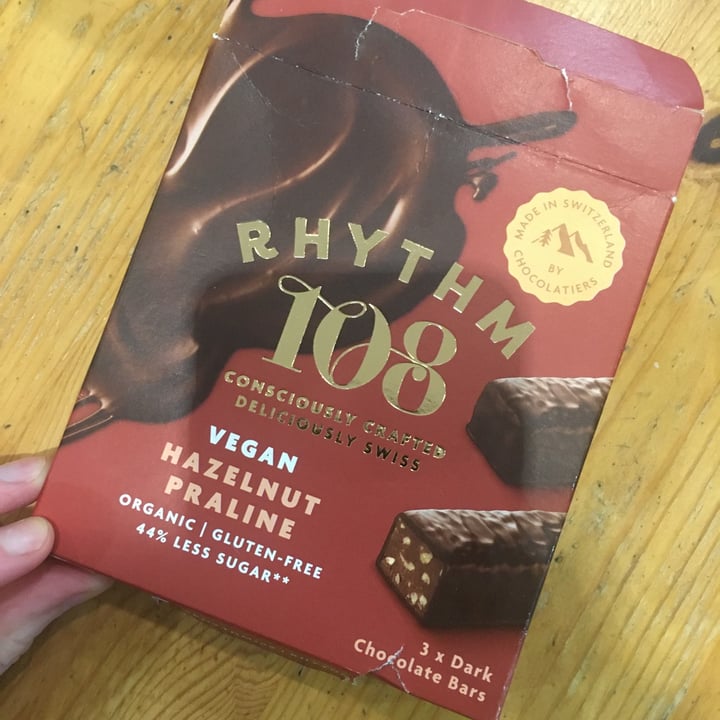 RHYTHM
108
CONSCIOUSLY CRAFTED
DELICIOUSLY SWISS
MADE IN SWITZERLAND
BY
CHOCOLATIERS
VEGAN
HAZELNUT
PRALINE
ORGANIC | GLUTEN-FREE
44% LESS SUGAR**
3 x Dark
Chocolate Bars